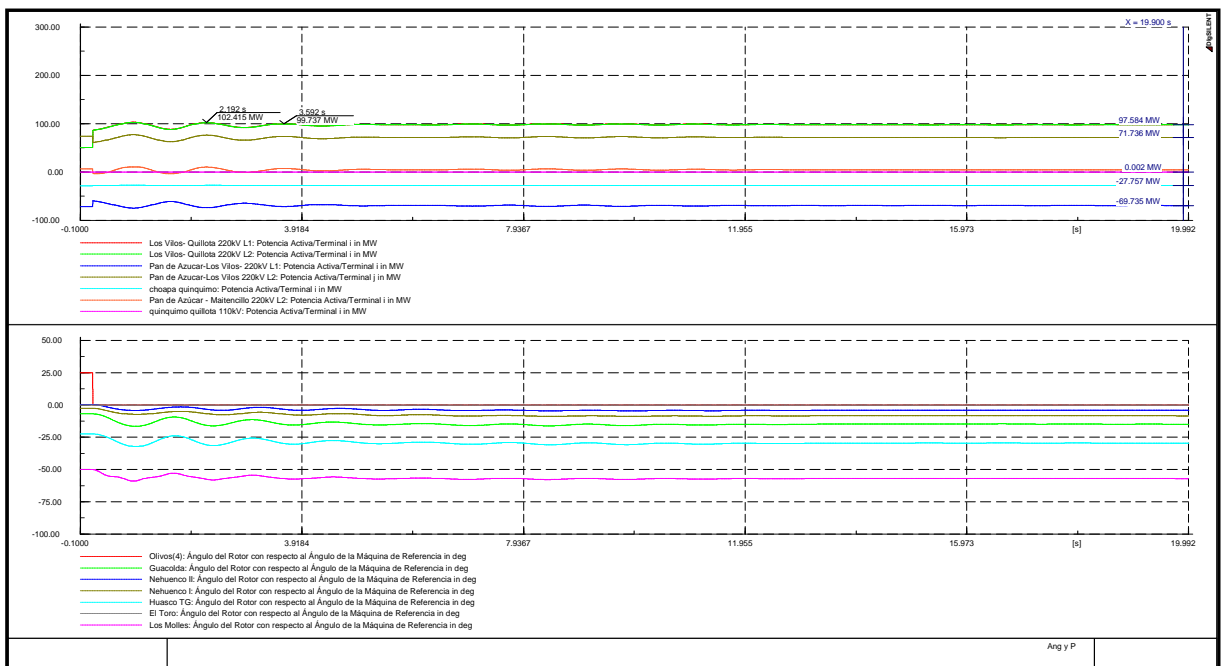 X = 19.900 s
DIgSILENT
300.00
200.00
100.00
0.00
-100.00
2.192 s
102.415 MW
3.592 s
99.737 MW
97.584 MW
71.736 MW
0.002 MW
-27.757 MW
-69.735 MW
-0.1000 3.9184 7.9367 11.955 15.973 [s] 19.992
Los Vilos- Quillota 220kV L1: Potencia Activa/Terminal i in MW
Los Vilos- Quillota 220kV L2: Potencia Activa/Terminal i in MW
Pan de Azucar-Los Vilos- 220kV L1: Potencia Activa/Terminal i in MW
Pan de Azucar-Los Vilos 220kV L2: Potencia Activa/Terminal j in MW
choapa quinquimo: Potencia Activa/Terminal i in MW
Pan de Azúcar - Maitencillo 220kV L2: Potencia Activa/Terminal i in MW
quinquimo quillota 110kV: Potencia Activa/Terminal i in MW
50.00
25.00
0.00
-25.00
-50.00
-75.00
-100.00
-0.1000 3.9184 7.9367 11.955 15.973 [s] 19.992
Olivos(4): Ángulo del Rotor con respecto al Ángulo de la Máquina de Referencia in deg
Guacolda: Ángulo del Rotor con respecto al Ángulo de la Máquina de Referencia in deg
Nehuenco II: Ángulo del Rotor con respecto al Ángulo de la Máquina de Referencia in deg
Nehuenco I: Ángulo del Rotor con respecto al Ángulo de la Máquina de Referencia in deg
Huasco TG: Ángulo del Rotor con respecto al Ángulo de la Máquina de Referencia in deg
El Toro: Ángulo del Rotor con respecto al Ángulo de la Máquina de Referencia in deg
Los Molles: Ángulo del Rotor con respecto al Ángulo de la Máquina de Referencia in deg
Ang y P